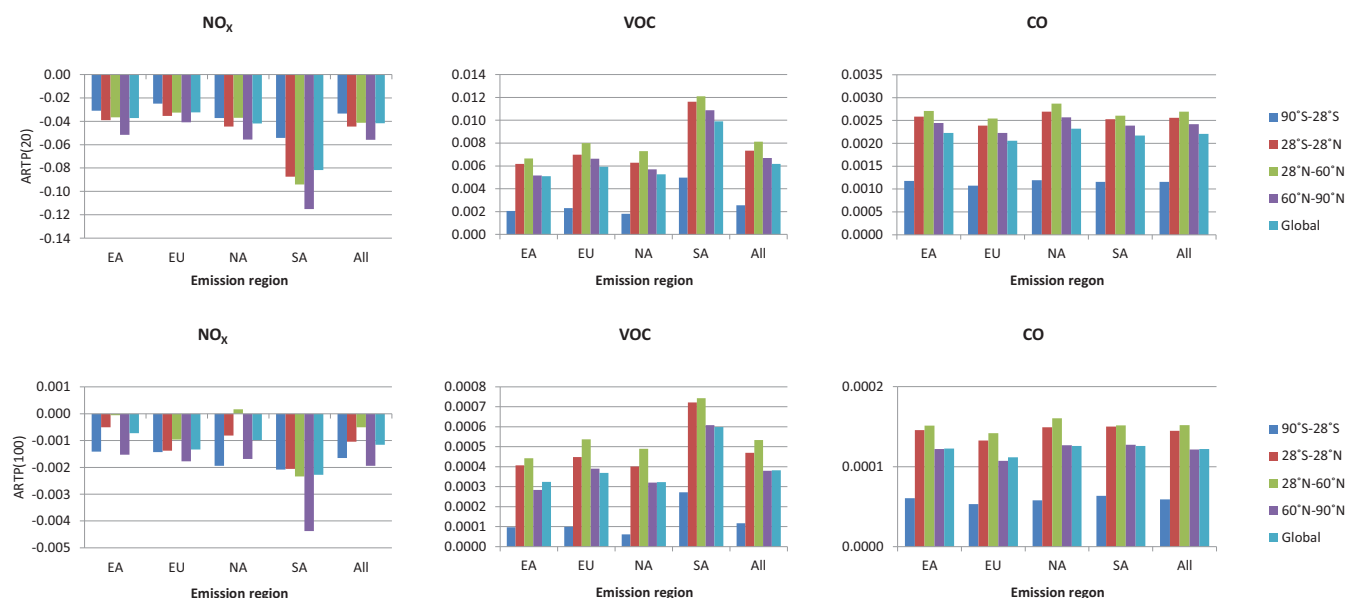 NOX
VOC
CO
ARTP(20)
0.00
-0.02
-0.04
-0.06
-0.08
-0.10
-0.12
-0.14
EA EU NA SA All
Emission region
0.014
0.012
0.010
0.008
0.006
0.004
0.002
0.000
EA EU NA SA All
Emission region
0.0035
0.0030
0.0025
0.0020
0.0015
0.0010
0.0005
0.0000
EA EU NA SA All
Emission regon
90˚S-28˚S
28˚S-28˚N
28˚N-60˚N
60˚N-90˚N
Global
NOX
VOC
CO
ARTP(100)
0.001
0.000
-0.001
-0.002
-0.003
-0.004
-0.005
EA EU NA SA All
Emission region
0.0008
0.0007
0.0006
0.0005
0.0004
0.0003
0.0002
0.0001
0.0000
EA EU NA SA All
Emission region
0.0002
0.0001
0.0000
EA EU NA SA All
Emission region
90˚S-28˚S
28˚S-28˚N
28˚N-60˚N
60˚N-90˚N
Global